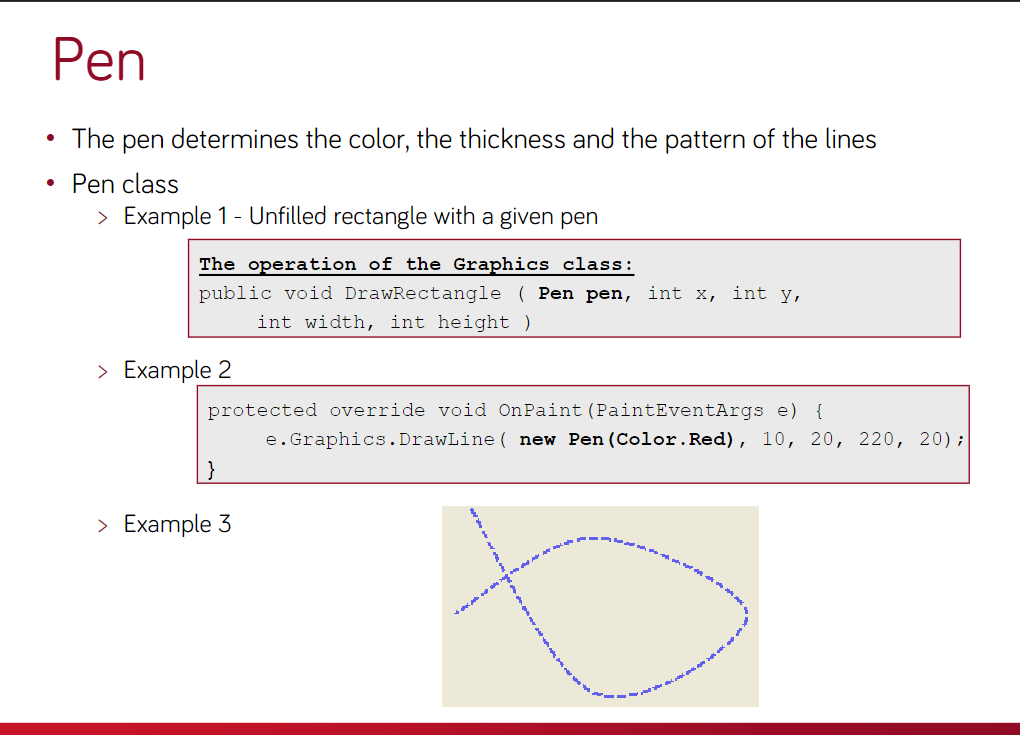 Pen
• The pen determines the color, the thickness and the pattern of the lines
• Pen class
> Example 1 - Unfilled rectangle with a given pen
The operation of the Graphics class:
public void DrawRectangle ( Pen pen, int x, int y,
int width, int height )
> Example 2
protected override void OnPaint(PaintEventArgs e) {
e.Graphics.DrawLine( new Pen(Color.Red), 10, 20, 220, 20);
}
> Example 3